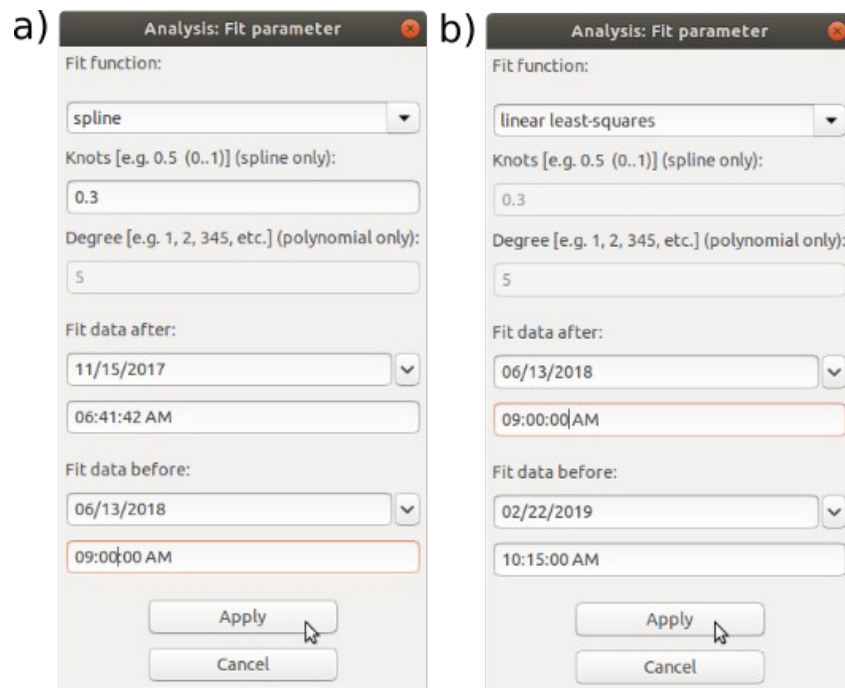 a)
Analysis: Fit parameter
Fit function:
spline
Knots [e.g. 0.5 (0..1)] (spline only):
0.3
Degree [e.g. 1, 2, 345, etc.] (polynomial only):
5
Fit data after:
11/15/2017
06:41:42 AM
Fit data before:
06/13/2018
09:00:00 AM
Apply
Cancel
b)
Analysis: Fit parameter
Fit function:
linear least-squares
Knots [e.g. 0.5 (0..1)] (spline only):
0.3
Degree [e.g. 1, 2, 345, etc.] (polynomial only):
5
Fit data after:
06/13/2018
09:00:00 AM
Fit data before:
02/22/2019
10:15:00 AM
Apply
Cancel